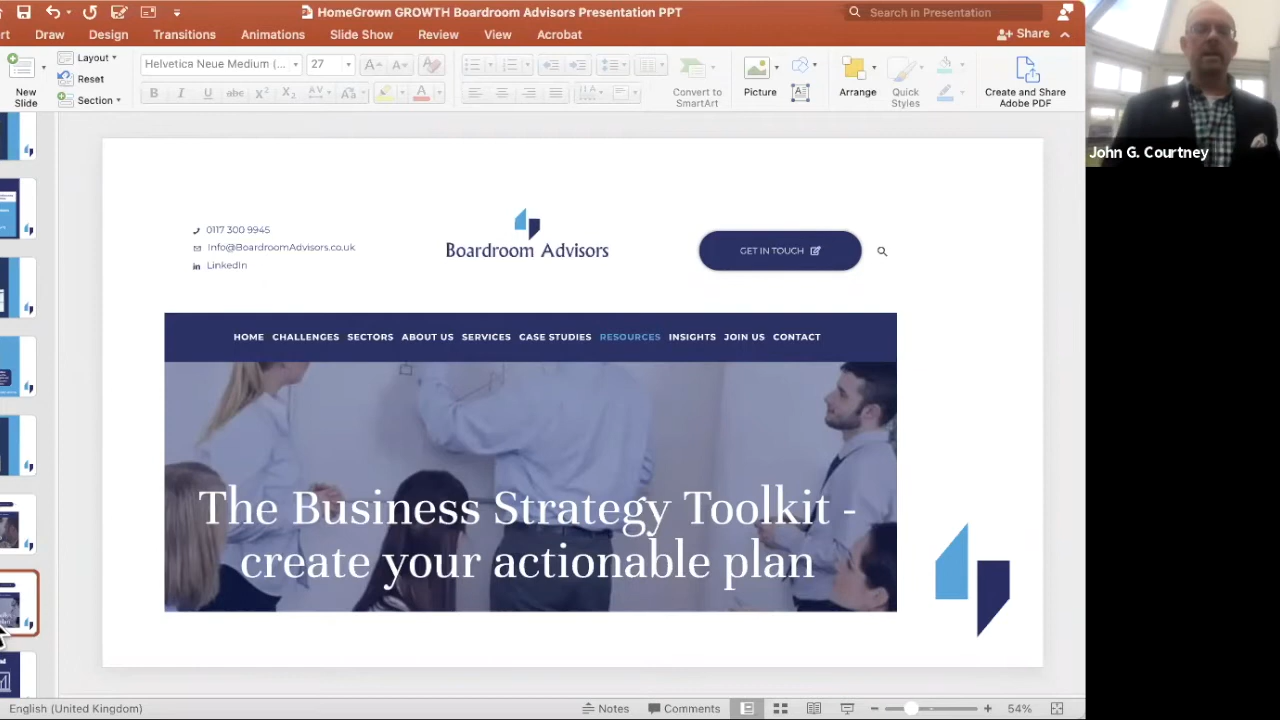 HomeGrown GROWTH Boardroom Advisors Presentation PPT
Search in Presentation
Draw Design Transitions Animations Slide Show Review View Acrobat
Share
New Slide
Layout
Reset
Section
Helvetica Neue Medium (... 27
Convert to SmartArt
Picture
Arrange
Quick Styles
Create and Share Adobe PDF
John G. Courtney
0117 300 9945
Info@BoardroomAdvisors.co.uk
LinkedIn
Boardroom Advisors
GET IN TOUCH
HOME CHALLENGES SECTORS ABOUT US SERVICES CASE STUDIES RESOURCES INSIGHTS JOIN US CONTACT
The Business Strategy Toolkit -
create your actionable plan
English (United Kingdom)
Notes
Comments
54%